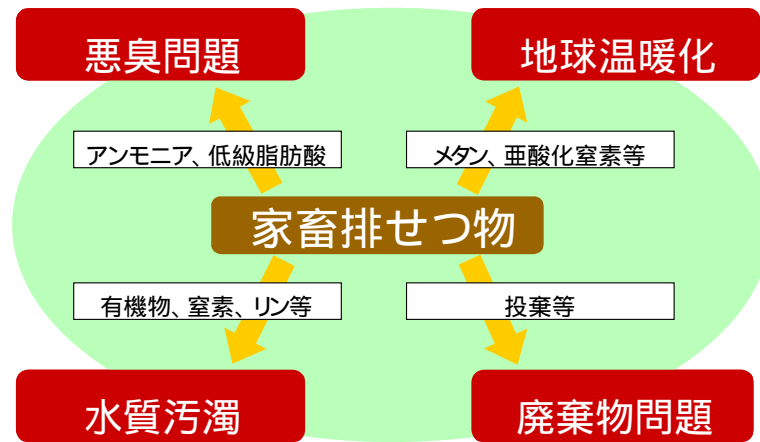 悪臭問題
地球温暖化
アンモニア、低級脂肪酸
メタン、亜酸化窒素等
家畜排せつ物
有機物、窒素、リン等
投棄等
水質汚濁
廃棄物問題